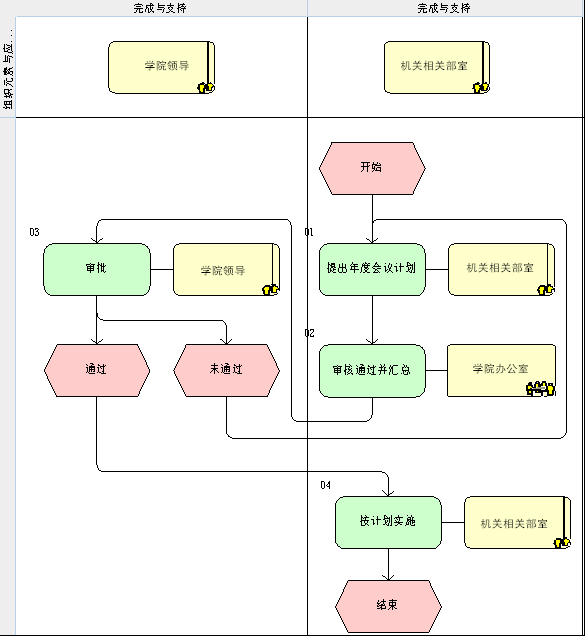 完成与支撑
完成与支撑
组织元素与应...
学院领导
机关相关部室
开始
03
01
审批
学院领导
提出年度会议计划
机关相关部室
02
通过
未通过
审核通过并汇总
学院办公室
04
按计划实施
机关相关部室
结束